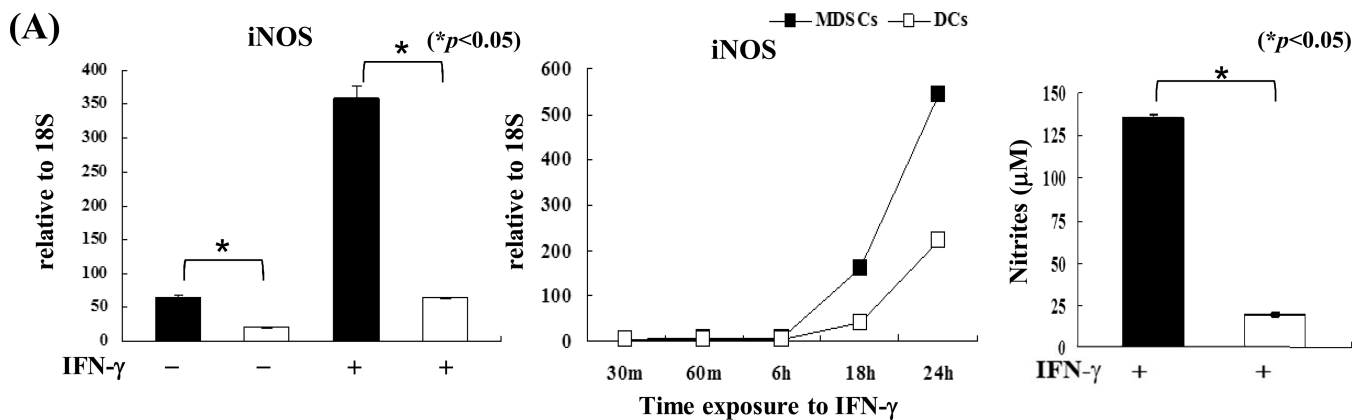 (A)
iNOS
(*p<0.05)
*
*
relative to 18S
400
350
300
250
200
150
100
50
0
IFN-γ – – + +
MDSCs DCs
iNOS
relative to 18S
600
500
400
300
200
100
0
30m 60m 6h 18h 24h
Time exposure to IFN-γ
(*p<0.05)
*
Nitrites (μM)
150
125
130
75
50
25
0
IFN-γ + +